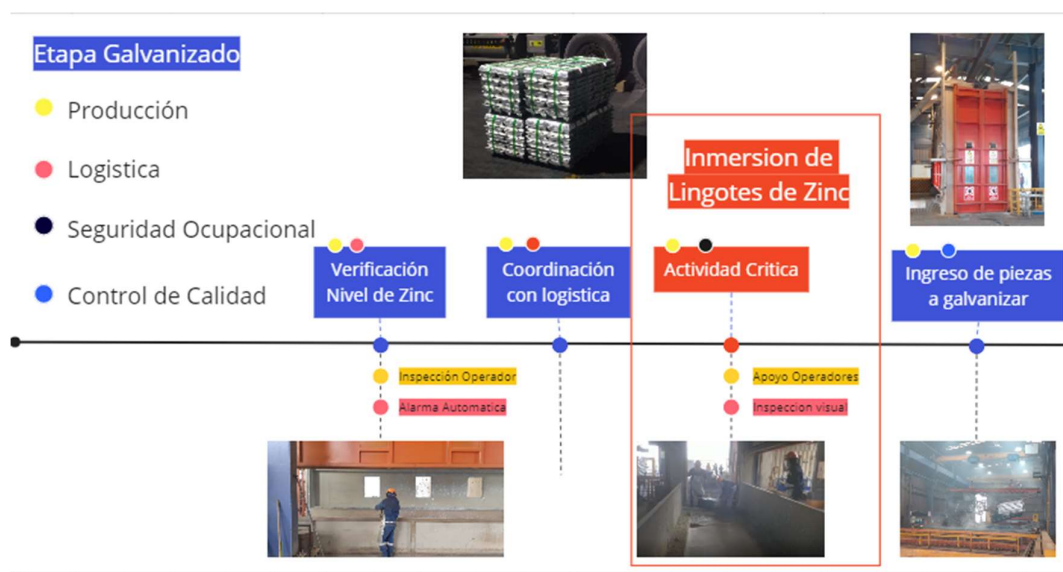 Etapa Galvanizado
Producción
Logistica
Seguridad Ocupacional
Control de Calidad
Inmersion de
Lingotes de Zinc
Verificación
Nivel de Zinc
Coordinación
con logistica
Actividad Critica
Ingreso de piezas
a galvanizar
Inspección Operador
Alarma Automatica
Apoyo Operadores
Inspeccion visual